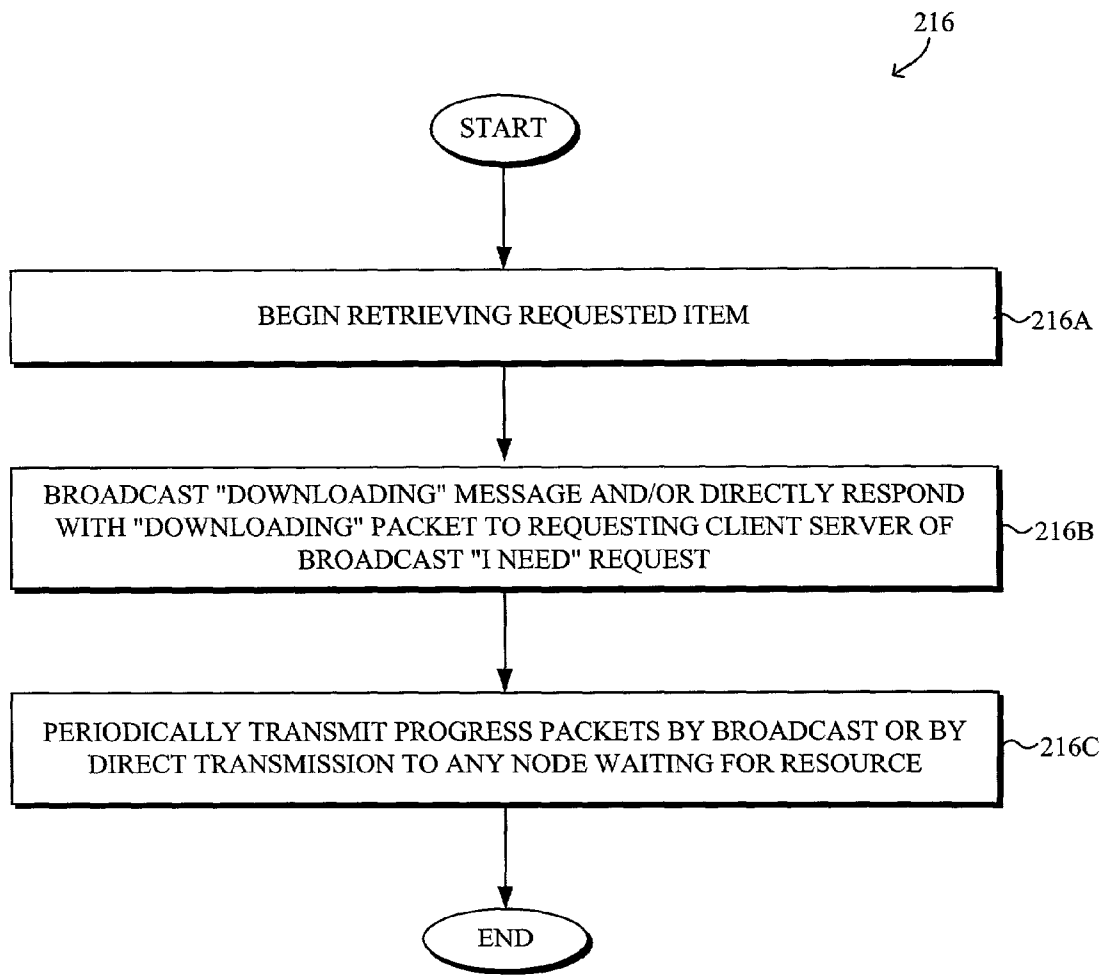 216
START
BEGIN RETRIEVING REQUESTED ITEM
216A
BROADCAST "DOWNLOADING" MESSAGE AND/OR DIRECTLY RESPOND
WITH "DOWNLOADING" PACKET TO REQUESTING CLIENT SERVER OF
BROADCAST "I NEED" REQUEST
216B
PERIODICALLY TRANSMIT PROGRESS PACKETS BY BROADCAST OR BY
DIRECT TRANSMISSION TO ANY NODE WAITING FOR RESOURCE
216C
END